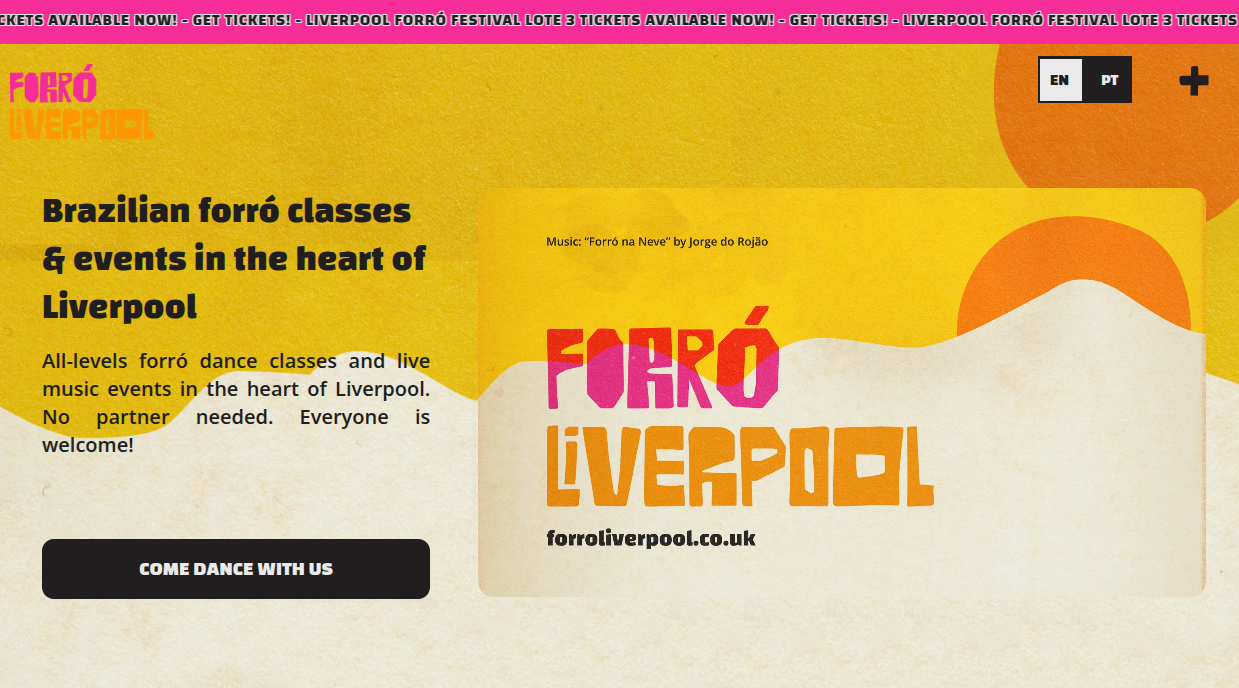 CKETS AVAILABLE NOW! - GET TICKETS! - LIVERPOOL FORRÓ FESTIVAL LOTE 3 TICKETS AVAILABLE NOW! - GET TICKETS! - LIVERPOOL FORRÓ FESTIVAL LOTE 3 TICKETS
FORRÓ
LIVERPOOL
EN PT
Brazilian forró classes
& events in the heart of
Liverpool
All-levels forró dance classes and live
music events in the heart of Liverpool.
No partner needed. Everyone is
welcome!
COME DANCE WITH US
Music: "Forró na Neve" by Jorge do Rojão
FORRÓ
LiVERPOOL
forroliverpool.co.uk